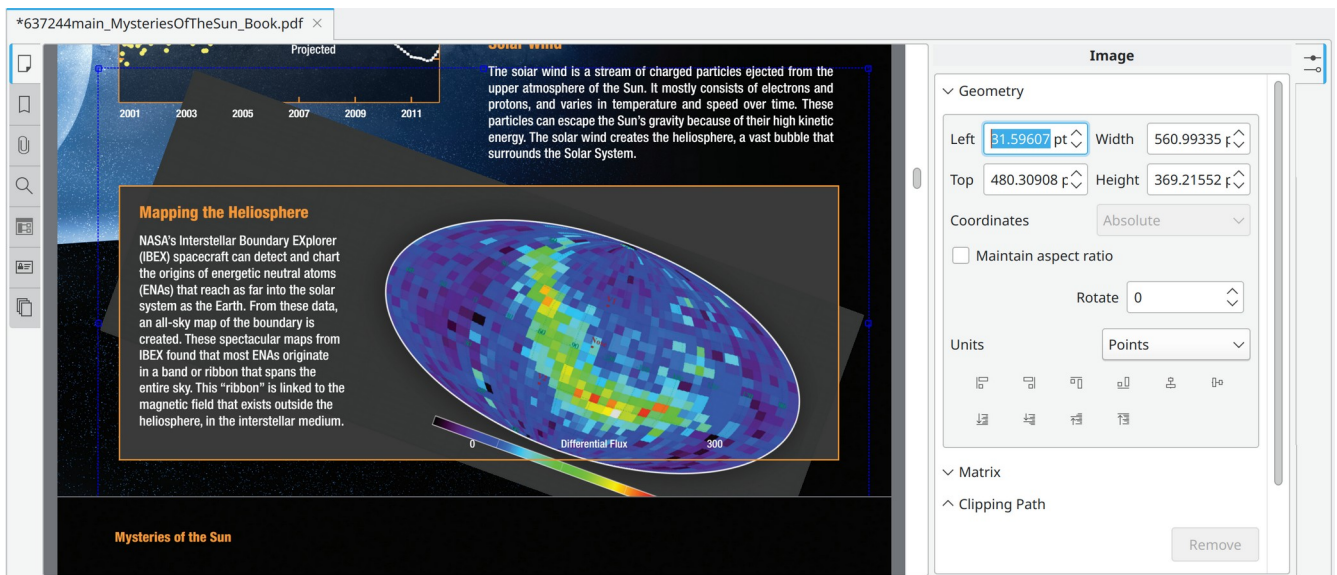 *637244main_MysteriesOfTheSun_Book.pdf
Projected
2001 2003 2005 2007 2009 2011
Solar Wind
The solar wind is a stream of charged particles ejected from the
upper atmosphere of the Sun. It mostly consists of electrons and
protons, and varies in temperature and speed over time. These
particles can escape the Sun's gravity because of their high kinetic
energy. The solar wind creates the heliosphere, a vast bubble that
surrounds the Solar System.
Mapping the Heliosphere
NASA's Interstellar Boundary EXplorer
(IBEX) spacecraft can detect and chart
the origins of energetic neutral atoms
(ENAs) that reach as far into the solar
system as the Earth. From these data,
an all-sky map of the boundary is
created. These spectacular maps from
IBEX found that most ENAs originate
in a band or ribbon that spans the
entire sky. This “ribbon” is linked to the
magnetic field that exists outside the
heliosphere, in the interstellar medium.
0 Differential Flux 300
Mysteries of the Sun
Image
Geometry
Left 31.59607 pt Width 560.99335 p
Top 480.30908 p Height 369.21552 p
Coordinates Absolute
Maintain aspect ratio
Rotate 0
Units Points
Matrix
Clipping Path
Remove